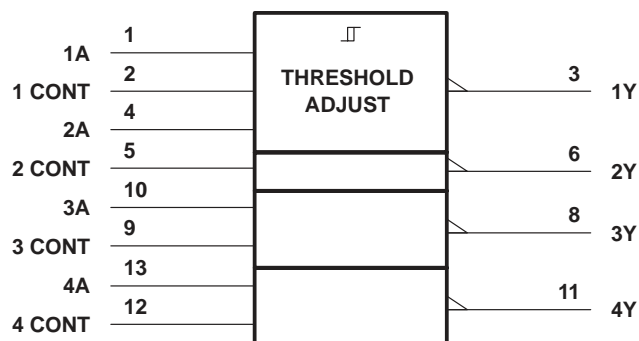 1A 1
1 CONT 2
2A 4
2 CONT 5
3A 10
3 CONT 9
4A 13
4 CONT 12
THRESHOLD
ADJUST
3 1Y
6 2Y
8 3Y
11 4Y